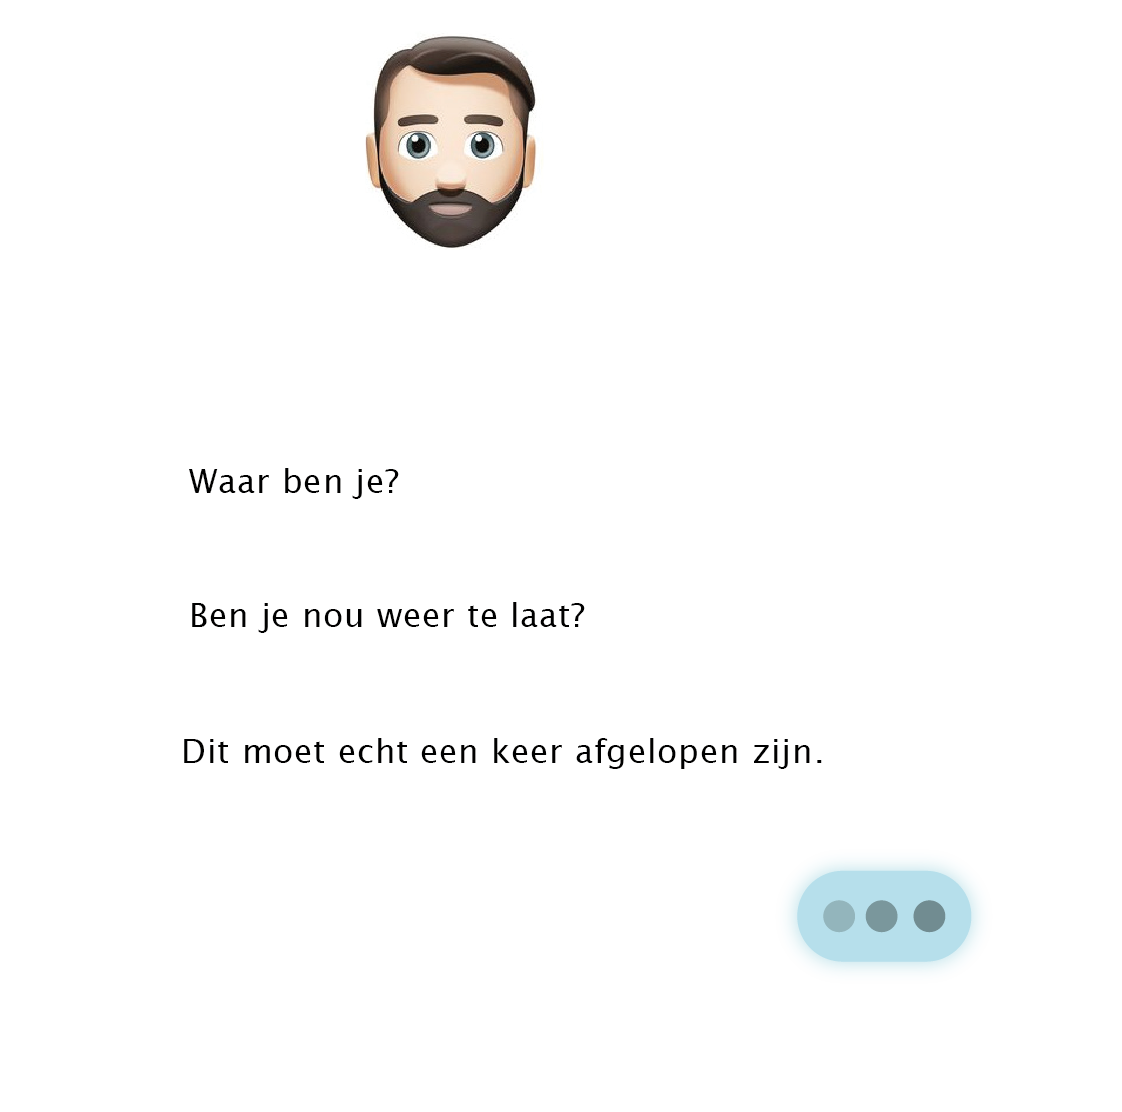 Waar ben je?
Ben je nou weer te laat?
Dit moet echt een keer afgelopen zijn.